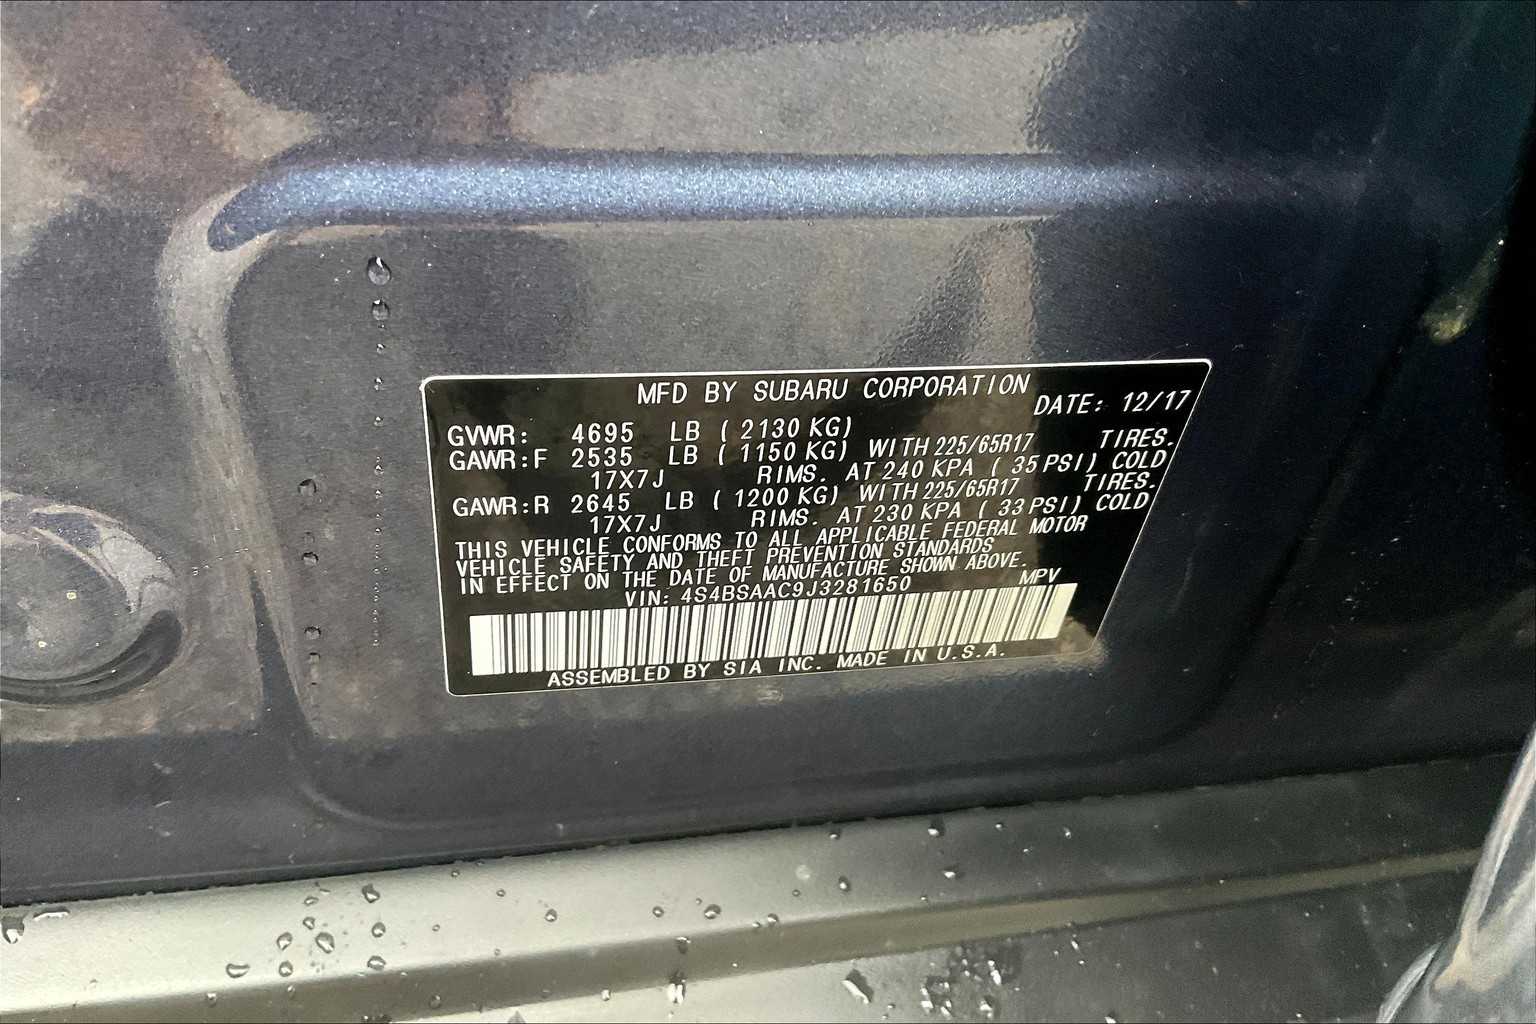 MFD BY SUBARU CORPORATION
DATE: 12/17
GVWR: 4695 LB ( 2130 KG)
GAWR:F 2535 LB ( 1150 KG) WITH 225/65R17 TIRES.
17X7J RIMS. AT 240 KPA ( 35 PSI) COLD
GAWR:R 2645 LB ( 1200 KG) WITH 225/65R17 TIRES.
17X7J RIMS. AT 230 KPA ( 33 PSI) COLD
THIS VEHICLE CONFORMS TO ALL APPLICABLE FEDERAL MOTOR
VEHICLE SAFETY AND THEFT PREVENTION STANDARDS
IN EFFECT ON THE DATE OF MANUFACTURE SHOWN ABOVE.
VIN: 4S4BSAAC9J3281650 MPV
ASSEMBLED BY SIA INC. MADE IN U.S.A.